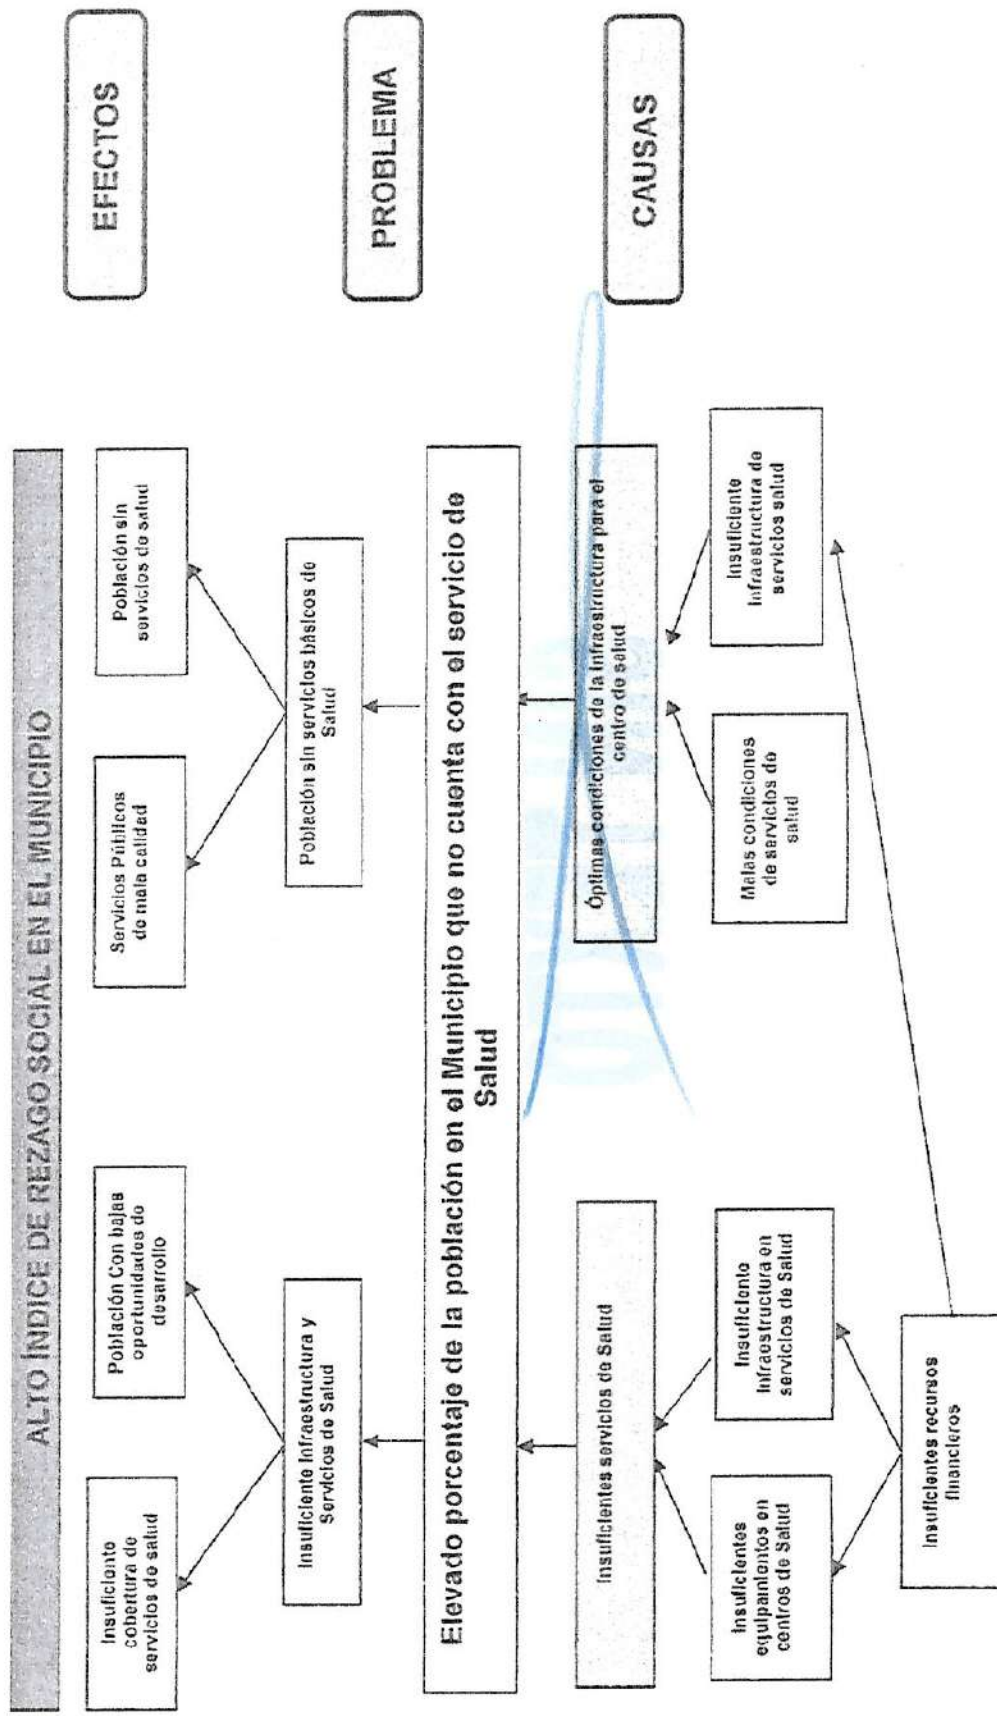 ALTO ÍNDICE DE REZAGO SOCIAL EN EL MUNICIPIO
EFECTOS
Insuficiente
cobertura de
servicios de salud
Población Con bajas
oportunidades de
desarrollo
Servicios Públicos
de mala calidad
Población sin
servicios de salud
Insuficiente Infraestructura y
Servicios de Salud
Población sin servicios básicos de
Salud
PROBLEMA
Elevado porcentaje de la población en el Municipio que no cuenta con el servicio de
Salud
CAUSAS
Insuficientes servicios de Salud
Óptimas condiciones de la infraestructura para el
centro de salud
Insuficientes
equipamientos en
centros de Salud
Insuficiente
Infraestructura en
servicios de Salud
Malas condiciones
de servicios de
salud
Insuficiente
Infraestructura de
servicios salud
Insuficientes recursos
financieros